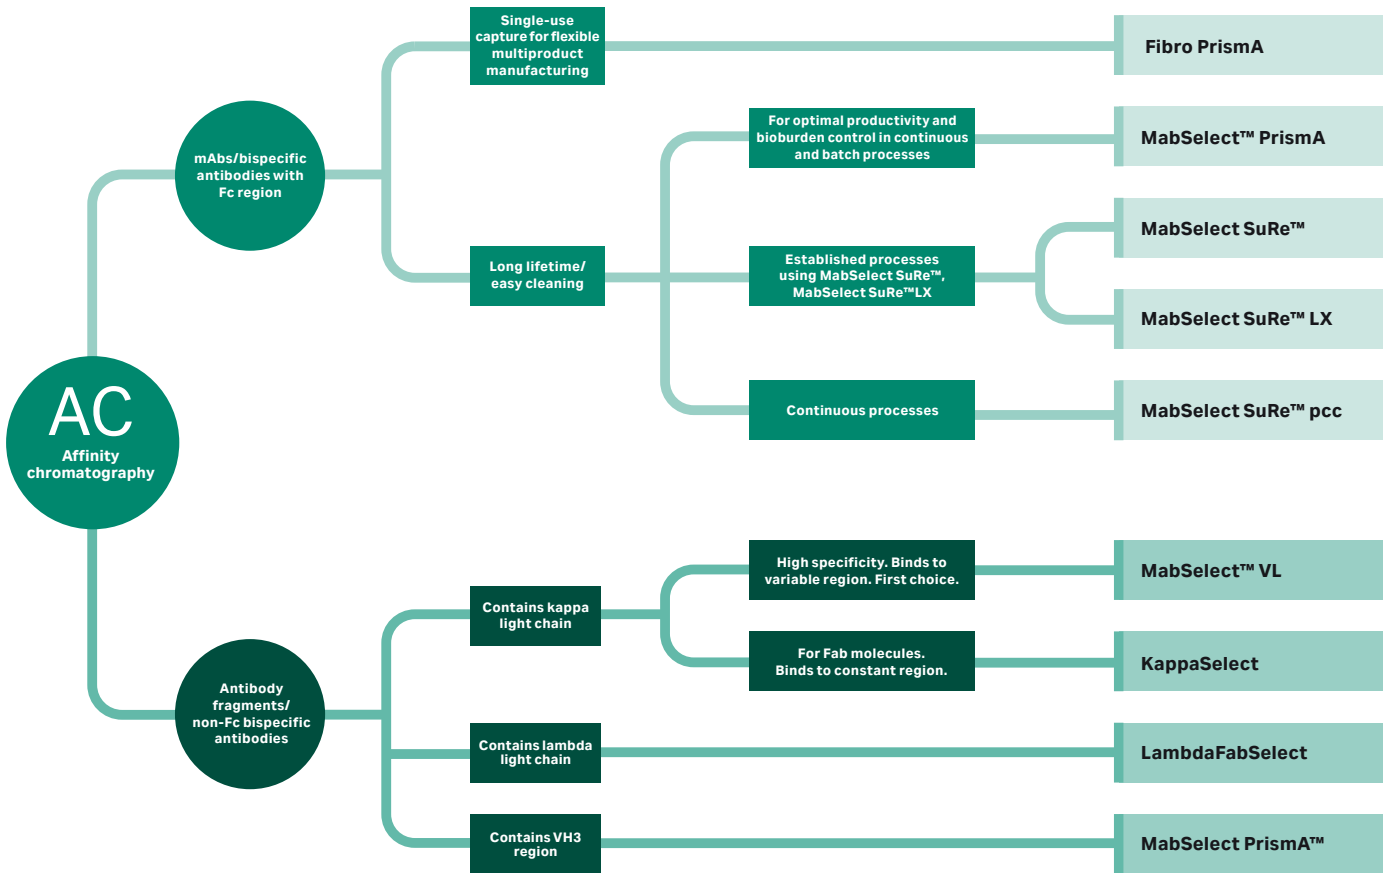 Single-use
capture for flexible
multiproduct
manufacturing
Fibro PrismA
mAbs/bispecific
antibodies with
Fc region
For optimal productivity and
bioburden control in continuous
and batch processes
MabSelect™ PrismA
Long lifetime/
easy cleaning
Established processes
using MabSelect SuRe™,
MabSelect SuRe™LX
MabSelect SuRe™
MabSelect SuRe™ LX
Continuous processes
MabSelect SuRe™ pcc
AC
Affinity
chromatography
Antibody
fragments/
non-Fc bispecific
antibodies
Contains kappa
light chain
High specificity. Binds to
variable region. First choice.
MabSelect™ VL
For Fab molecules.
Binds to constant region.
KappaSelect
Contains lambda
light chain
LambdaFabSelect
Contains VH3
region
MabSelect PrismA™